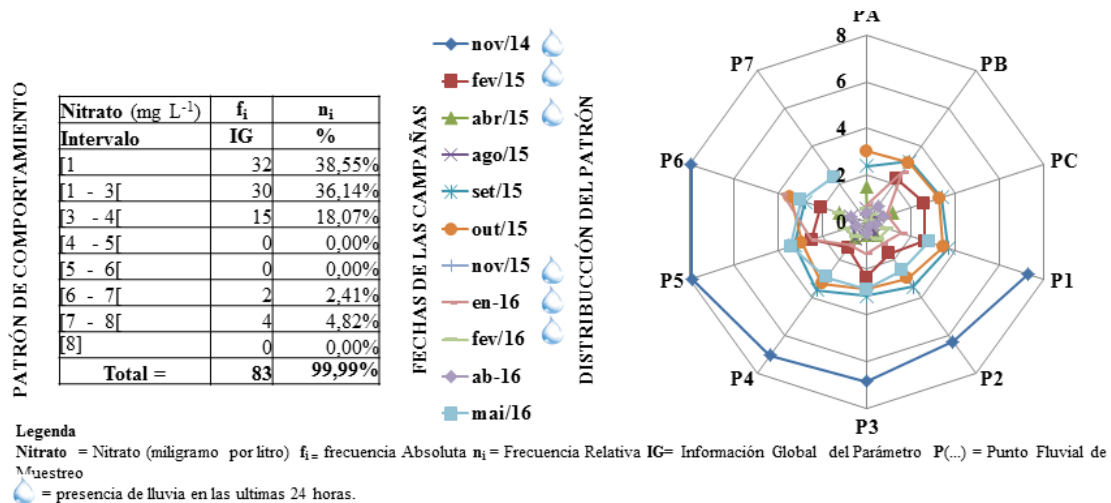 PATRÓN DE COMPORTAMIENTO
Nitrato (mg L-1) fi ni
Intervalo IG %
[1 32 38,55%
[1 - 3[ 30 36,14%
[3 - 4[ 15 18,07%
[4 - 5[ 0 0,00%
[5 - 6[ 0 0,00%
[6 - 7[ 2 2,41%
[7 - 8[ 4 4,82%
[8] 0 0,00%
Total = 83 99,99%
FECHAS DE LAS CAMPAÑAS
nov/14
fev/15
abr/15
ago/15
set/15
out/15
nov/15
en-16
fev/16
ab-16
mai/16
DISTRIBUCCIÓN DEL PATRÓN
PA
PB
PC
P1
P2
P3
P4
P5
P6
P7
8
6
4
2
0
Legenda
Nitrato = Nitrato (miligramo por litro) fi = frecuencia Absoluta ni = Frecuencia Relativa IG= Información Global del Parámetro P(...) = Punto Fluvial de
Muestreo
= presencia de lluvia en las ultimas 24 horas.